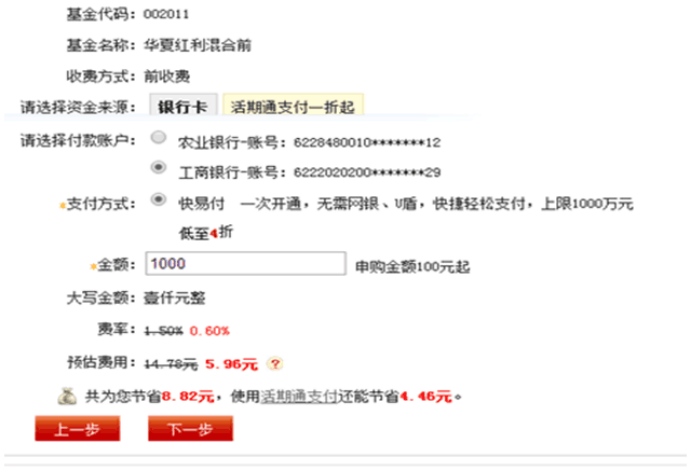 基金代码：002011
基金名称：华夏红利混合前
收费方式：前收费
请选择资金来源：银行卡 活期通支付一折起
请选择付款账户：农业银行-账号：6228480010*******12
工商银行-账号：6222020200*******29
*支付方式：快易付 一次开通，无需网银、U盾，快捷轻松支付，上限1000万元
低至4折
*金额：1000 申购金额100元起
大写金额：壹仟元整
费率：1.50% 0.60%
预估费用：14.78元 5.96元 ?
共为您节省8.82元，使用活期通支付还能节省4.46元。
上一步 下一步